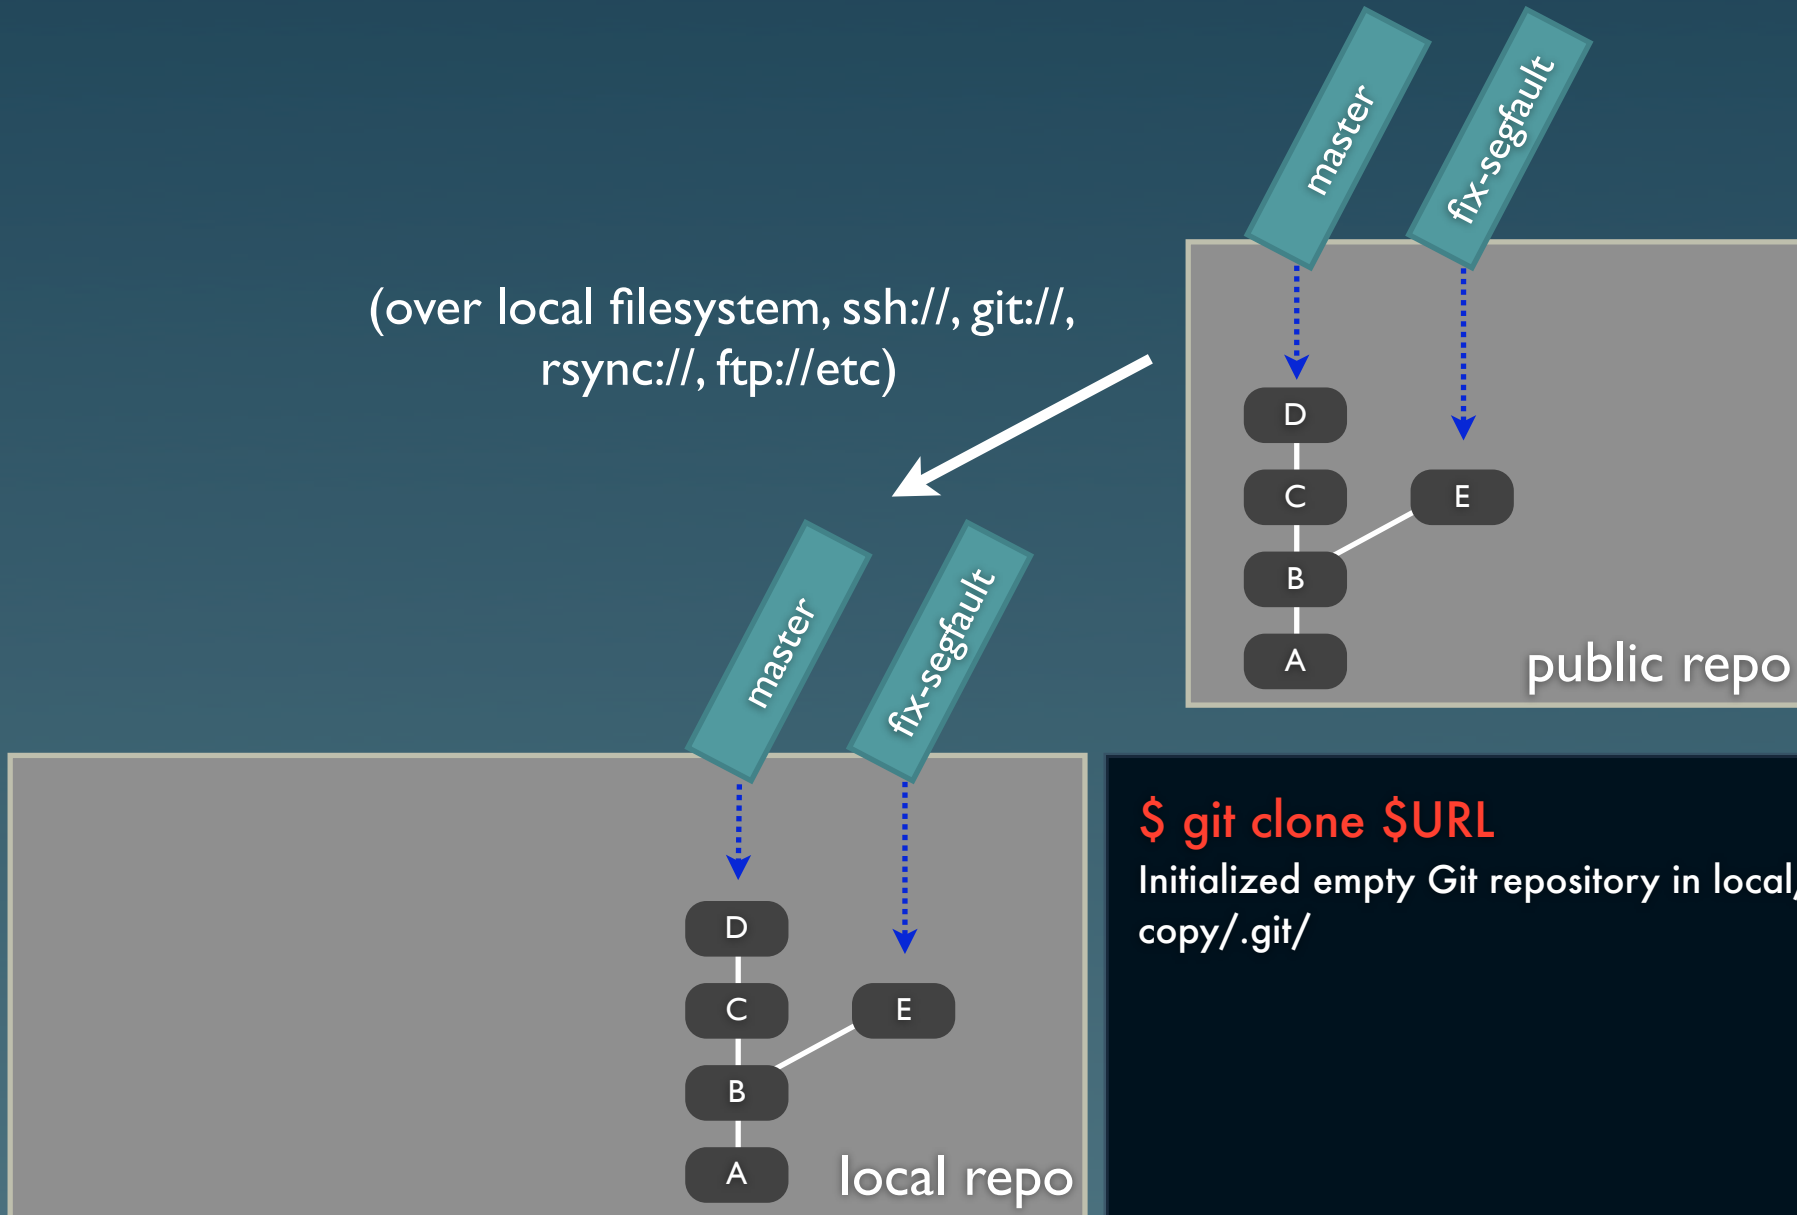 master
fix-segfault
(over local filesystem, ssh://, git://,
rsync://, ftp://etc)
D
C
E
B
A
public repo
master
fix-segfault
$ git clone $URL
Initialized empty Git repository in local/
copy/.git/
D
C
E
B
A
local repo